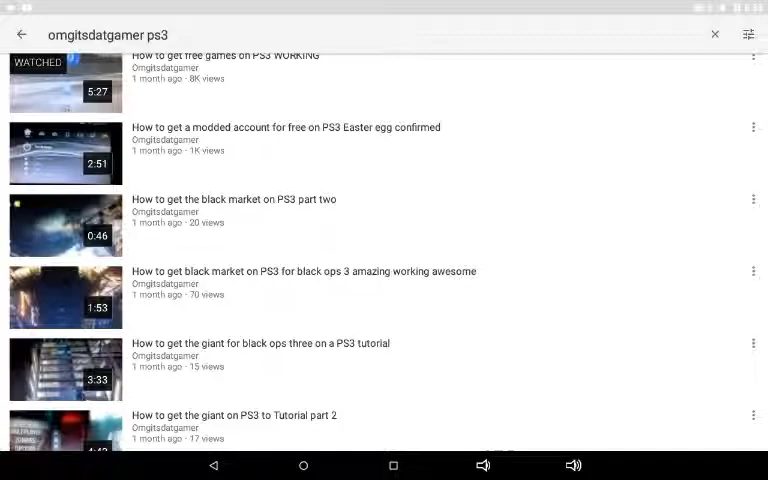 omgitsdatgamer ps3
How to get free games on PS3 WORKING
WATCHED
Omgitsdatgamer
1 month ago · 8K views
5:27
How to get a modded account for free on PS3 Easter egg confirmed
Omgitsdatgamer
1 month ago · 1K views
2:51
How to get the black market on PS3 part two
Omgitsdatgamer
1 month ago · 20 views
0:46
How to get black market on PS3 for black ops 3 amazing working awesome
Omgitsdatgamer
1 month ago · 70 views
1:53
How to get the giant for black ops three on a PS3 tutorial
Omgitsdatgamer
1 month ago · 15 views
3:33
How to get the giant on PS3 to Tutorial part 2
Omgitsdatgamer
1 month ago · 17 views